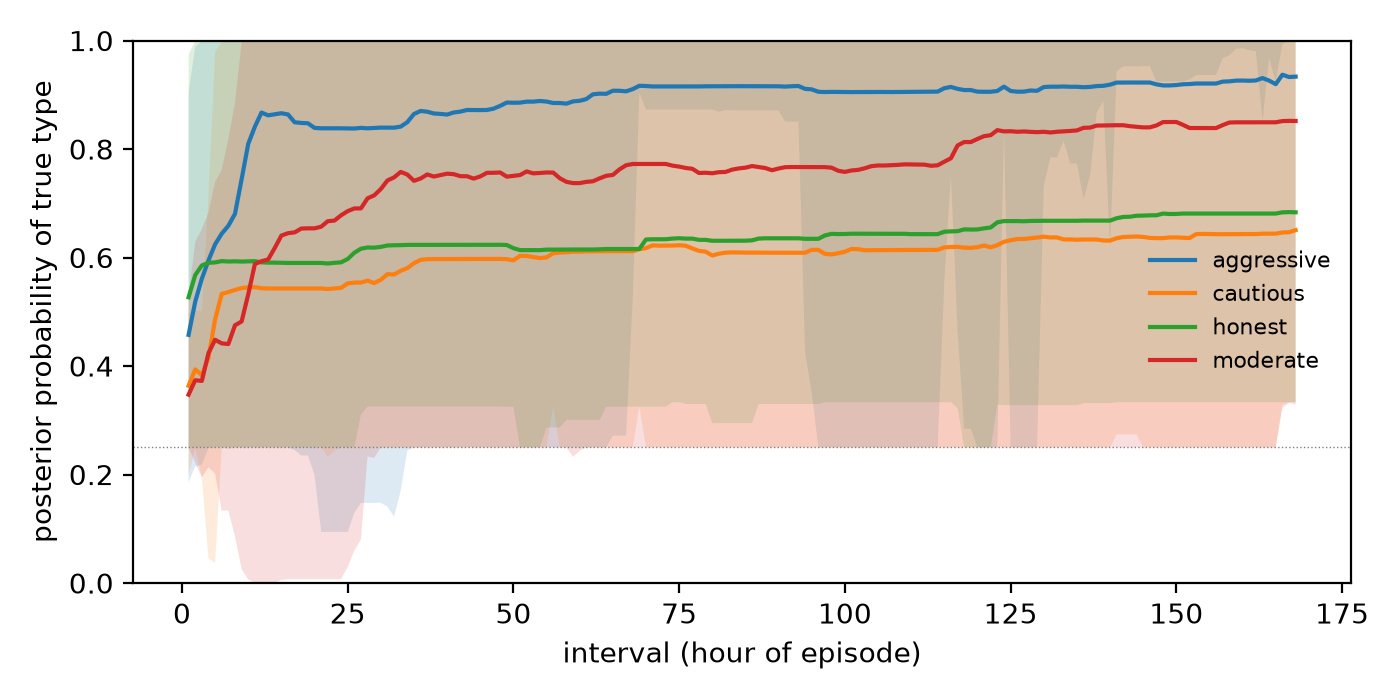 posterior probability of true type
1.0
0.8
0.6
0.4
0.2
0.0
aggressive
cautious
honest
moderate
0 25 50 75 100 125 150 175
interval (hour of episode)